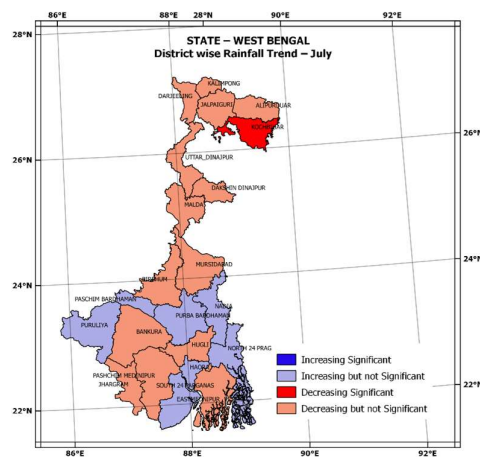 86°E 88°E 28°N 90°E 92°E
28°N
STATE – WEST BENGAL
District wise Rainfall Trend – July
KALIMPONG
DARJEELING
JALPAIGURI
ALIPURDUAR
KOCHBIHAR
26°N
UTTAR_DINAJPUR
26°N
DAKSHIN DINAJPUR
MALDA
MURSIDABAD
24°N
BIRBHUM
24°N
PASCHIM BARDHAMAN
NADIA
PURBA BARDHAMAN
PURULIYA
BANKURA
HUGLI
NORTH 24 PRAG
Increasing Significant
HAORA
PASHCHIM MEDINIPUR
Increasing but not Significant
JHARGRAM
SOUTH 24 PARGANAS
22°N
Decreasing Significant
EAST MEDNIPUR
22°N
Decreasing but not Significant
86°E 88°E 90°E 92°E